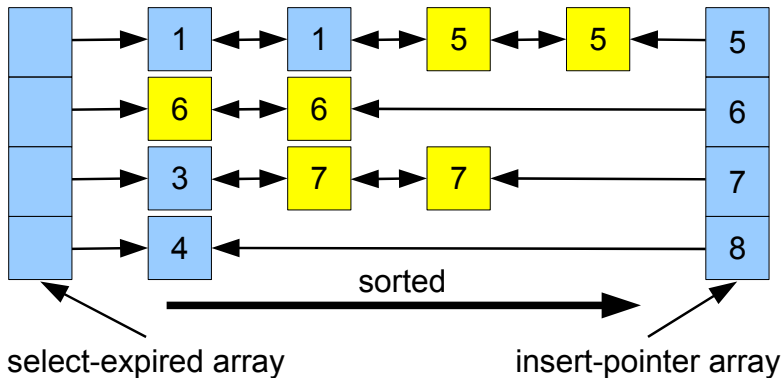 1 1 5 5 5
6 6 6
3 7 7 7
4 8
sorted
select-expired array
insert-pointer array